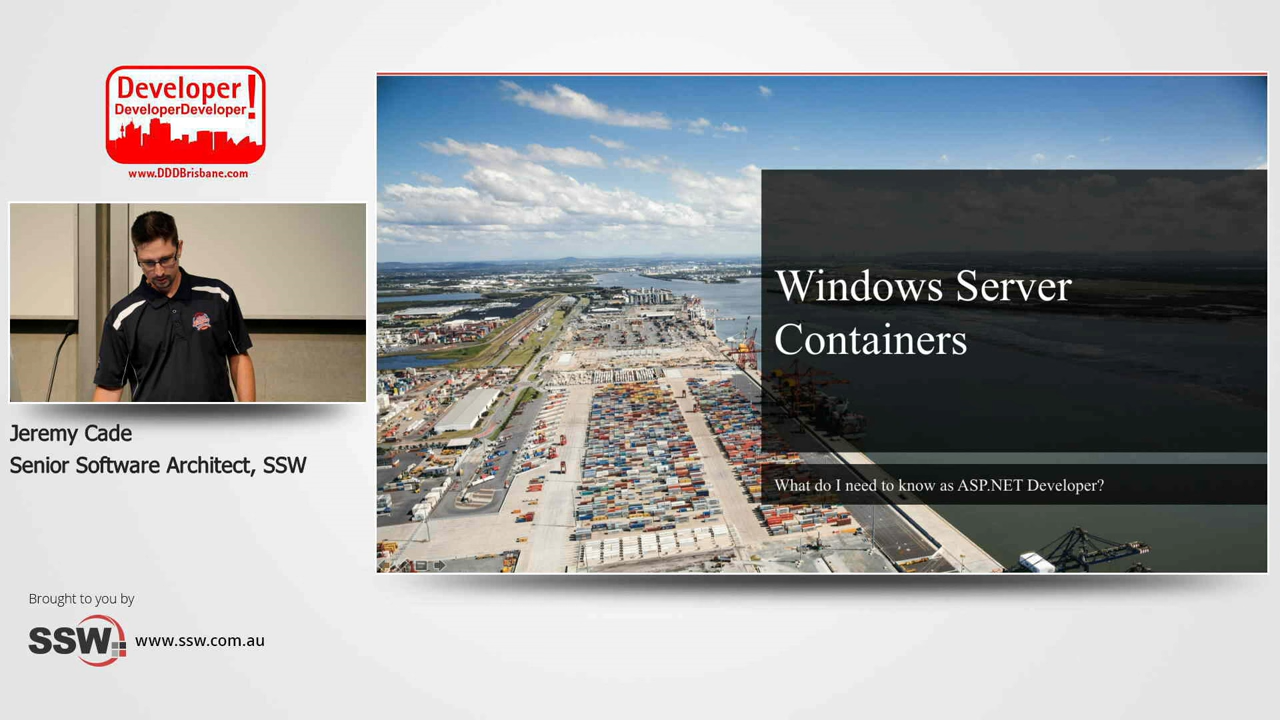 Developer!
DeveloperDeveloper
www.DDDBrisbane.com
Windows Server
Containers
What do I need to know as ASP.NET Developer?
Jeremy Cade
Senior Software Architect, SSW
Brought to you by
SSW
www.ssw.com.au